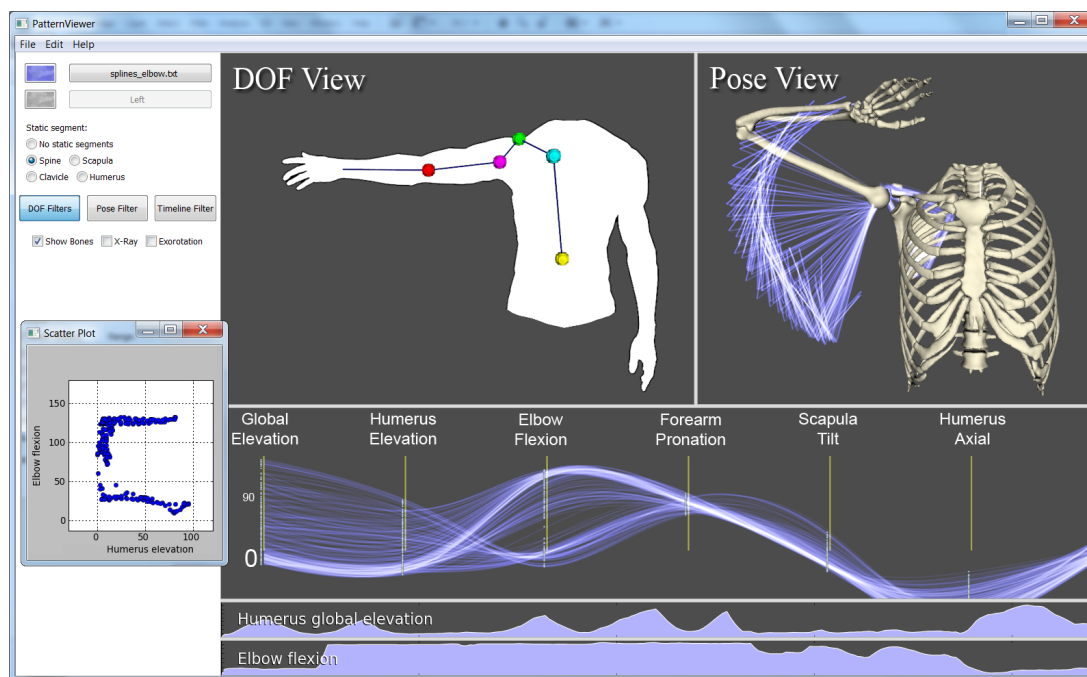 PatternViewer
File Edit Help
splines_elbow.txt
Left
Static segment:
No static segments
Spine Scapula
Clavicle Humerus
DOF Filters Pose Filter Timeline Filter
Show Bones X-Ray Exorotation
DOF View
Pose View
Scatter Plot
150
100
50
0
Elbow flexion
0 50 100
Humerus elevation
Global Elevation
Humerus Elevation
Elbow Flexion
Forearm Pronation
Scapula Tilt
Humerus Axial
90
0
Humerus global elevation
Elbow flexion